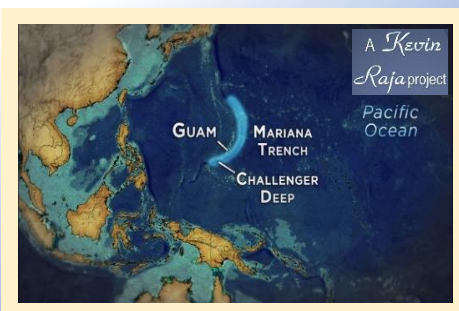 A Kevin
Raja project
Pacific
Ocean
GUAM
MARIANA
TRENCH
CHALLENGER
DEEP